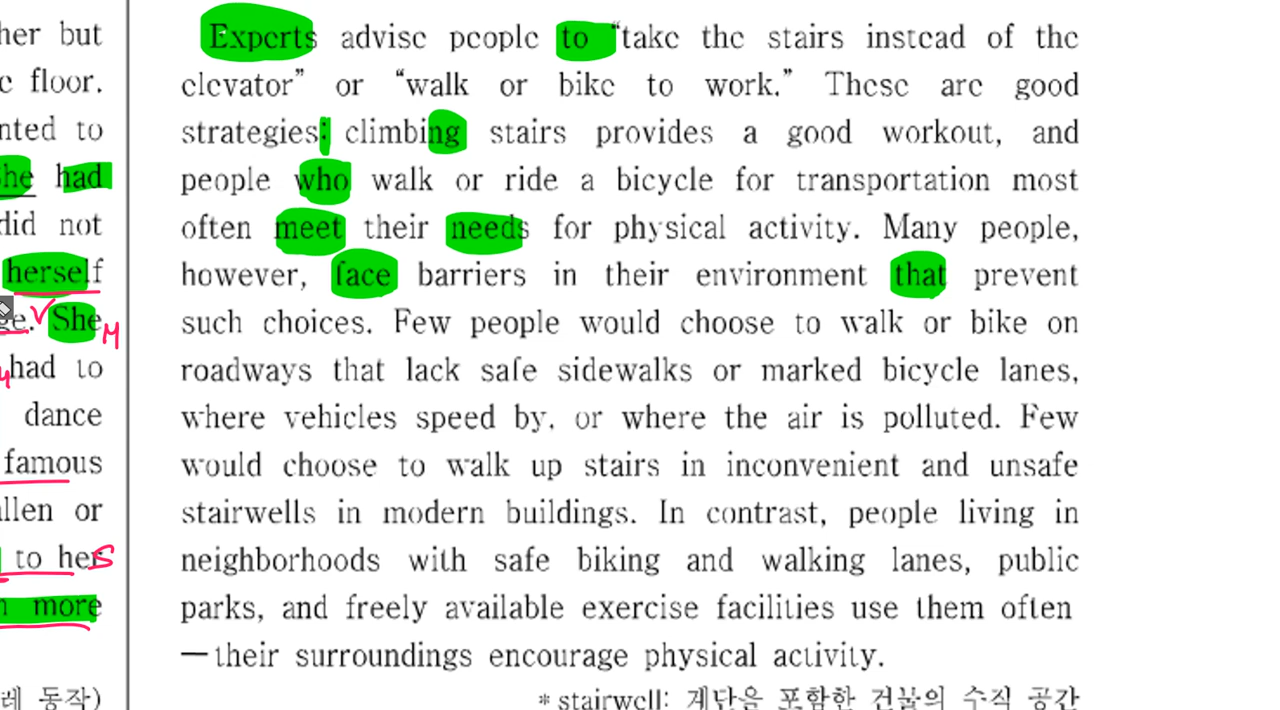 her but
floor.
nted to
she had
did not
herself
ge. She M
had to
dance
famous
allen or
to her s
more
레 동작)
Experts advise people to “take the stairs instead of the
elevator” or “walk or bike to work.” These are good
strategies: climbing stairs provides a good workout, and
people who walk or ride a bicycle for transportation most
often meet their needs for physical activity. Many people,
however, face barriers in their environment that prevent
such choices. Few people would choose to walk or bike on
roadways that lack safe sidewalks or marked bicycle lanes,
where vehicles speed by, or where the air is polluted. Few
would choose to walk up stairs in inconvenient and unsafe
stairwells in modern buildings. In contrast, people living in
neighborhoods with safe biking and walking lanes, public
parks, and freely available exercise facilities use them often
—their surroundings encourage physical activity.
* stairwell: 계단을 포함한 건물의 수직 공간